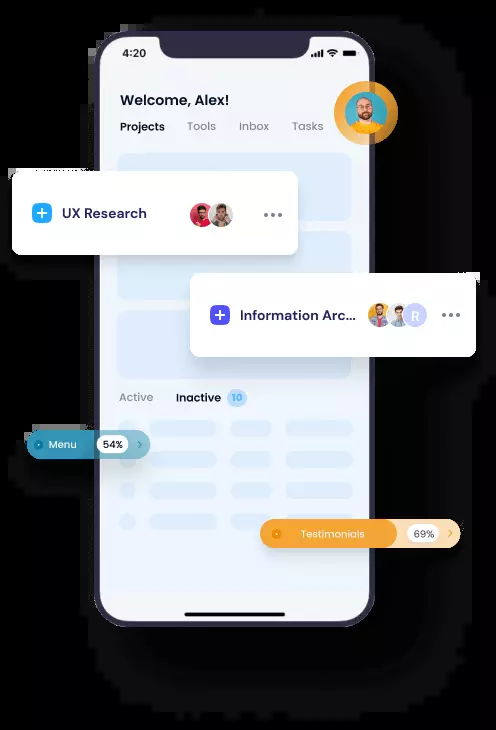 4:20
Welcome, Alex!
Projects Tools Inbox Tasks
UX Research
Information Arc...
R
Active Inactive 10
Menu 54%
Testimonials 69%